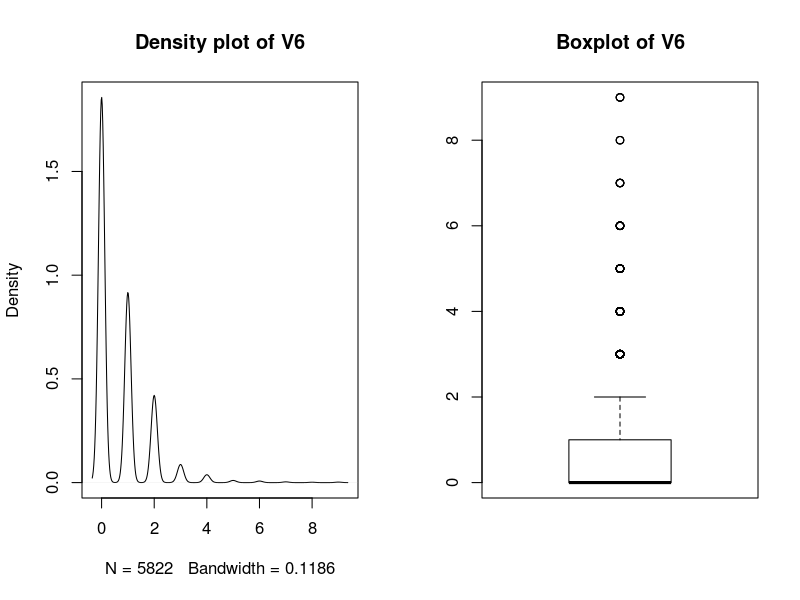 Density plot of V6
Density
0.0 0.5 1.0 1.5
0 2 4 6 8
N = 5822 Bandwidth = 0.1186
Boxplot of V6
0 2 4 6 8